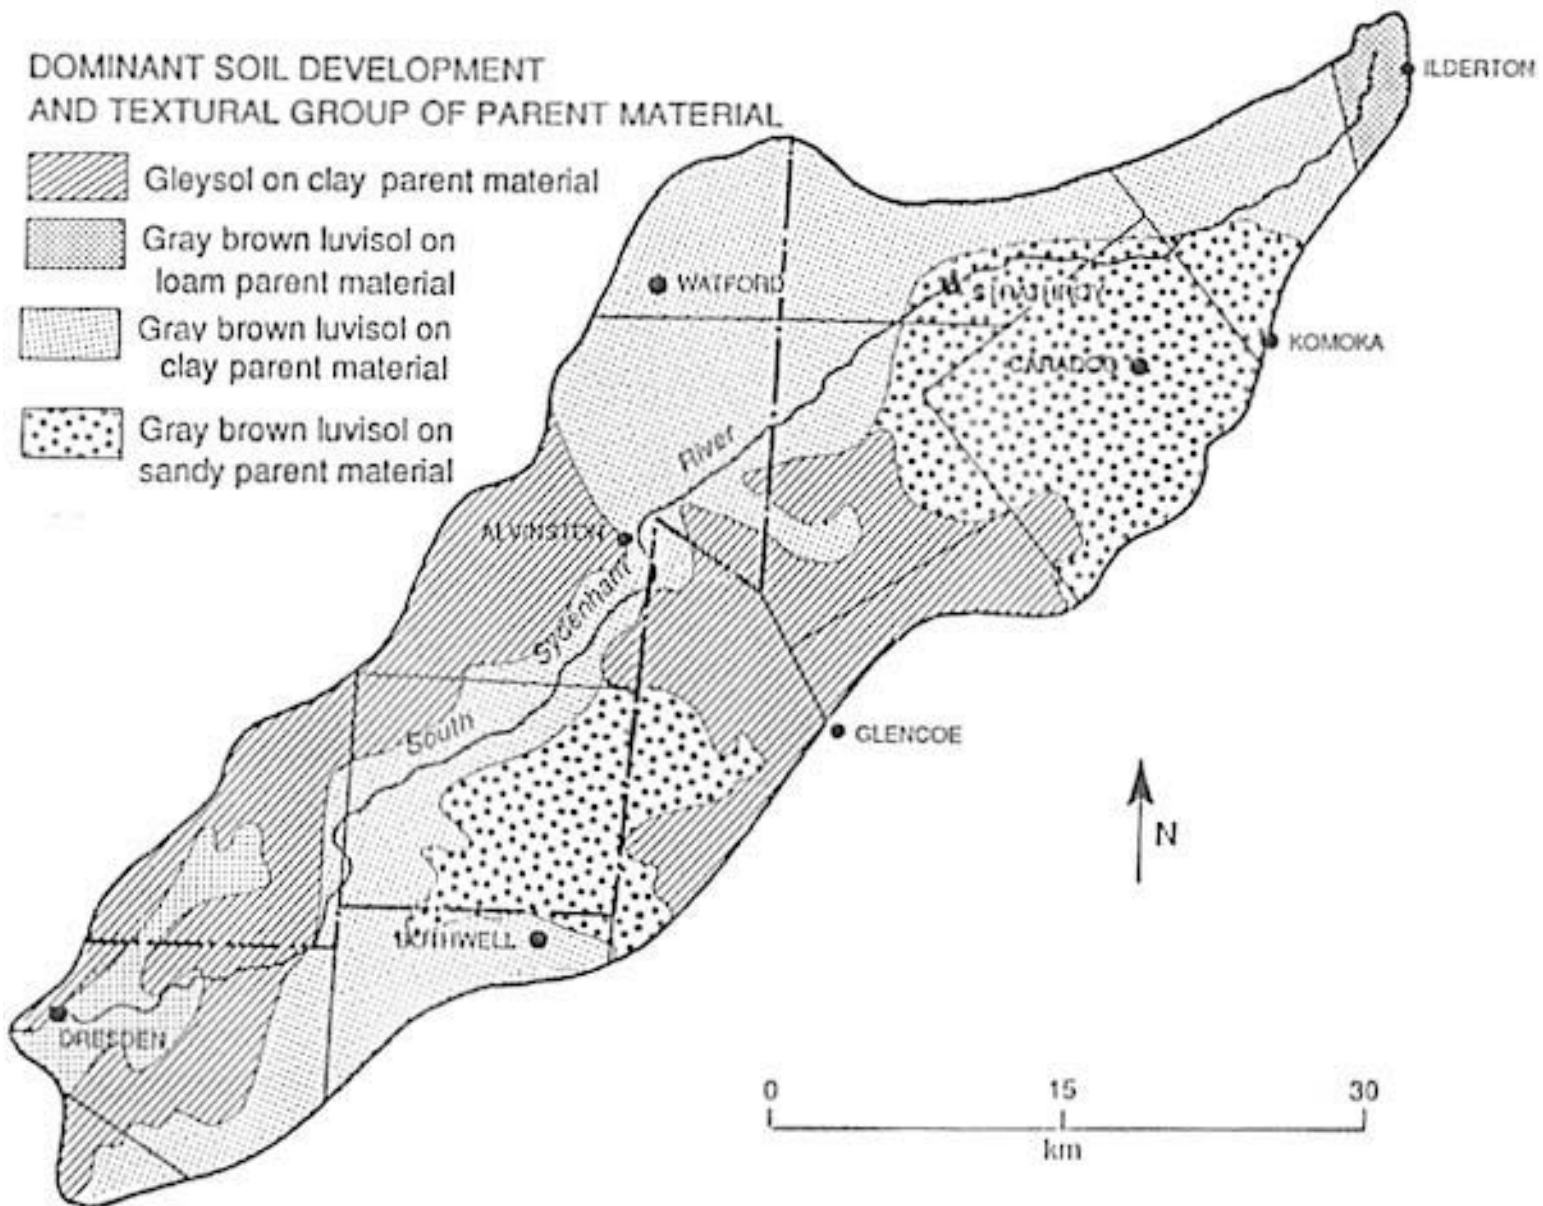 DOMINANT SOIL DEVELOPMENT
AND TEXTURAL GROUP OF PARENT MATERIAL
Gleysol on clay parent material
Gray brown luvisol on
loam parent material
Gray brown luvisol on
clay parent material
Gray brown luvisol on
sandy parent material
ILDERTON
WATFORD
STRATHROY
KOMOKA
CARADOC
River
ALVINSTON
Sydenham
South
GLENCOE
N
BOTHWELL
DRESDEN
0 15 30
km